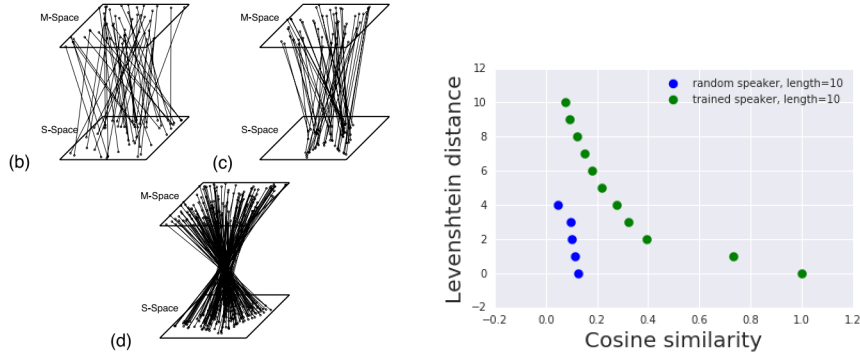 M-Space
S-Space
(b)
M-Space
S-Space
(c)
M-Space
S-Space
(d)
Levenshtein distance
12
10
8
6
4
2
0
−2
random speaker, length=10
trained speaker, length=10
−0.2
0.0
0.2
0.4
0.6
0.8
1.0
1.2
Cosine similarity